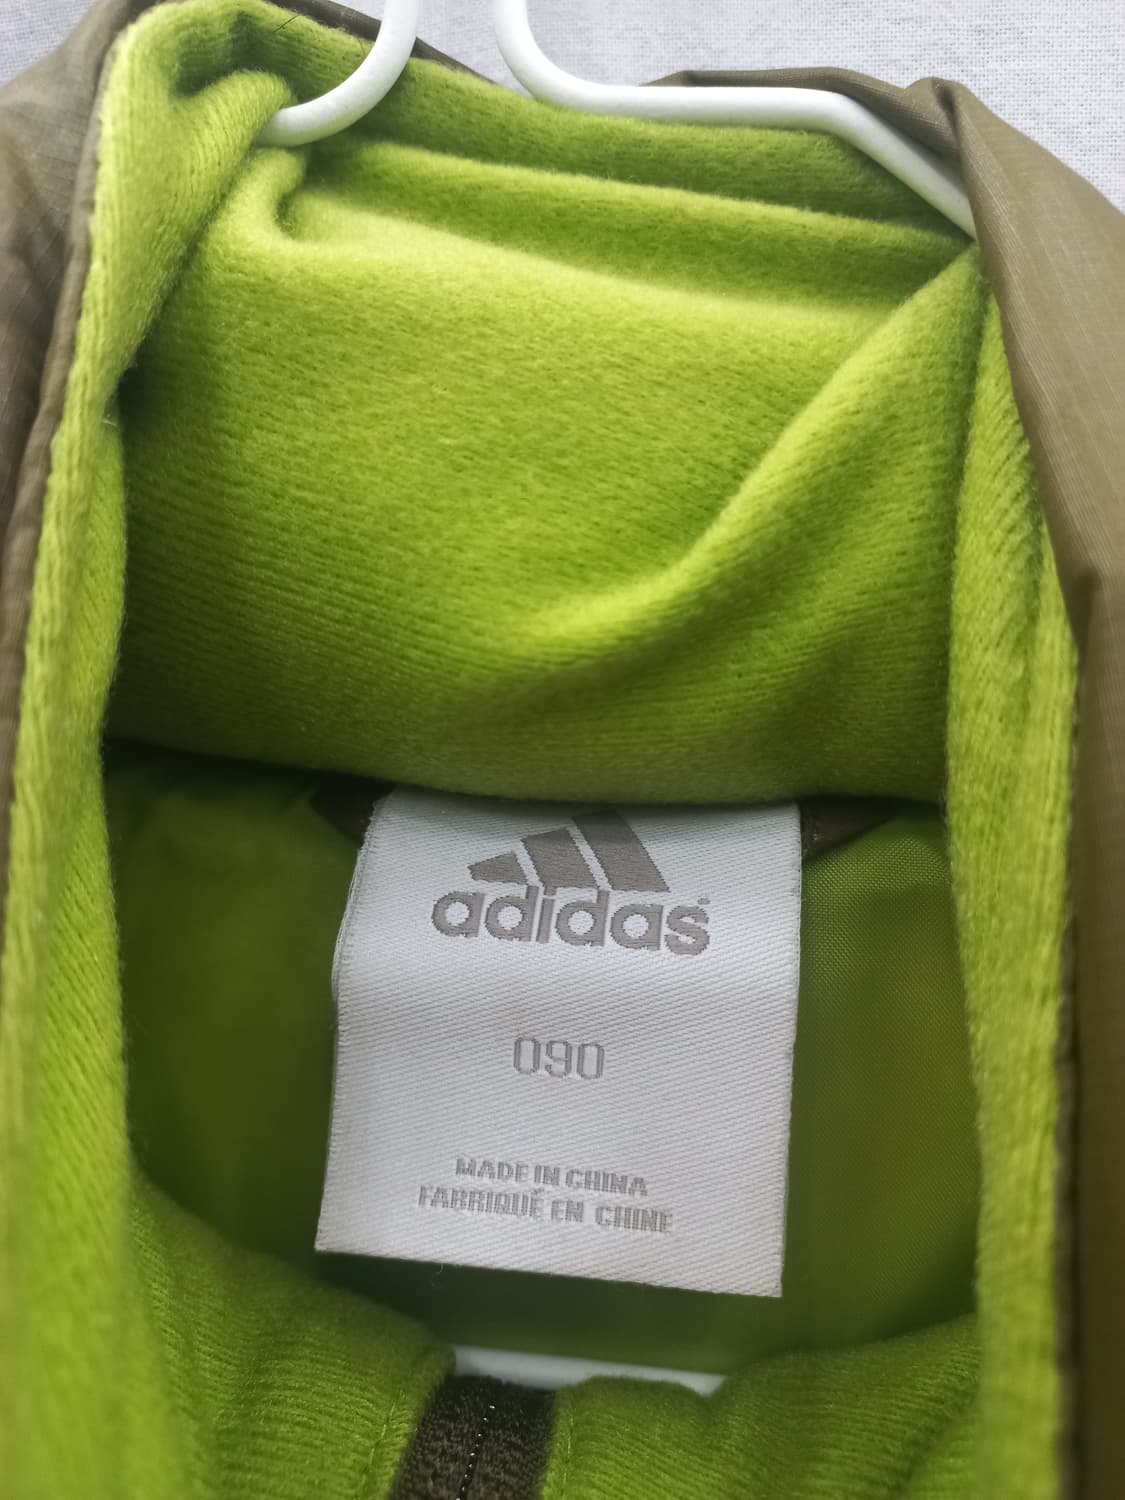 adidas
090
MADE IN CHINA
FABRIQUÉ EN CHINE